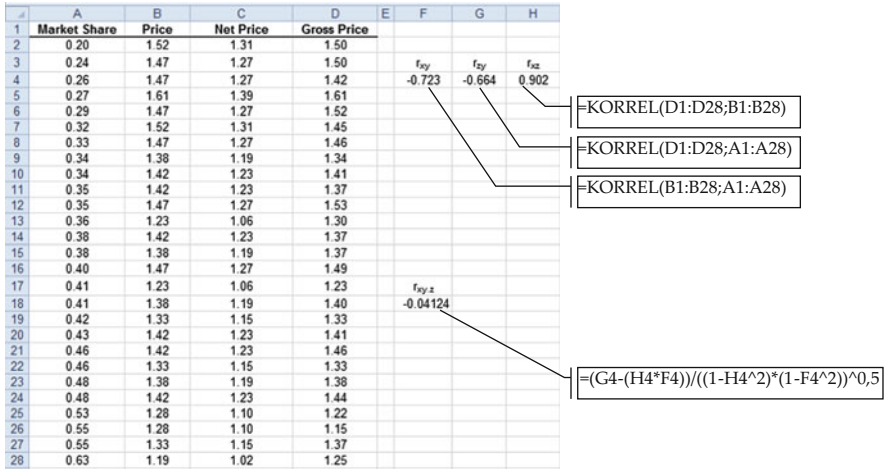 A B C D E F G H
1 Market Share Price Net Price Gross Price
2 0.20 1.52 1.31 1.50
3 0.24 1.47 1.27 1.50 rxy rzy rxz
4 0.26 1.47 1.27 1.42 -0.723 -0.664 0.902
5 0.27 1.61 1.39 1.61
=KORREL(D1:D28;B1:B28)
6 0.29 1.47 1.27 1.52
7 0.32 1.52 1.31 1.45
8 0.33 1.47 1.27 1.46
=KORREL(D1:D28;A1:A28)
9 0.34 1.38 1.19 1.34
10 0.34 1.42 1.23 1.41
=KORREL(B1:B28;A1:A28)
11 0.35 1.42 1.23 1.37
12 0.35 1.47 1.27 1.53
13 0.36 1.23 1.06 1.30
14 0.38 1.42 1.23 1.37
15 0.38 1.38 1.19 1.37
16 0.40 1.47 1.27 1.49
17 0.41 1.23 1.06 1.23 rxy.z
18 0.41 1.38 1.19 1.40 -0.04124
19 0.42 1.33 1.15 1.33
20 0.43 1.42 1.23 1.41
21 0.46 1.42 1.23 1.46
22 0.46 1.33 1.15 1.33
=(G4-(H4*F4))/((1-H4^2)*(1-F4^2))^0,5
23 0.48 1.38 1.19 1.38
24 0.48 1.42 1.23 1.44
25 0.53 1.28 1.10 1.22
26 0.55 1.28 1.10 1.15
27 0.55 1.33 1.15 1.37
28 0.63 1.19 1.02 1.25